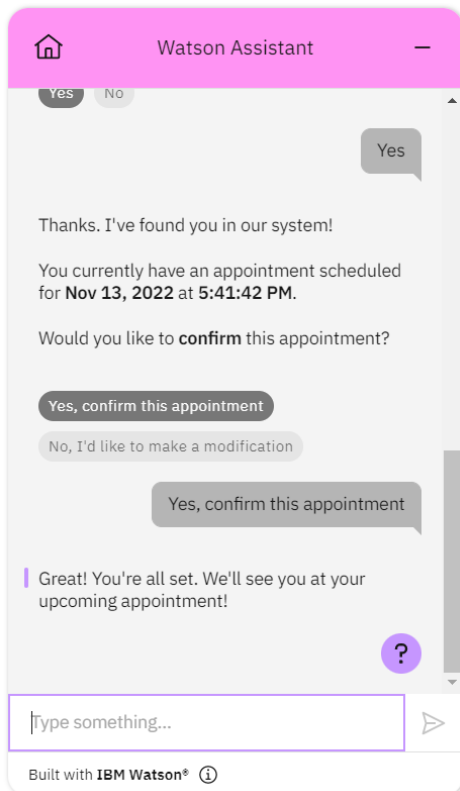 Watson Assistant
Yes No
Yes
Thanks. I've found you in our system!
You currently have an appointment scheduled
for Nov 13, 2022 at 5:41:42 PM.
Would you like to confirm this appointment?
Yes, confirm this appointment
No, I'd like to make a modification
Yes, confirm this appointment
Great! You're all set. We'll see you at your
upcoming appointment!
?
Type something...
Built with IBM Watson®